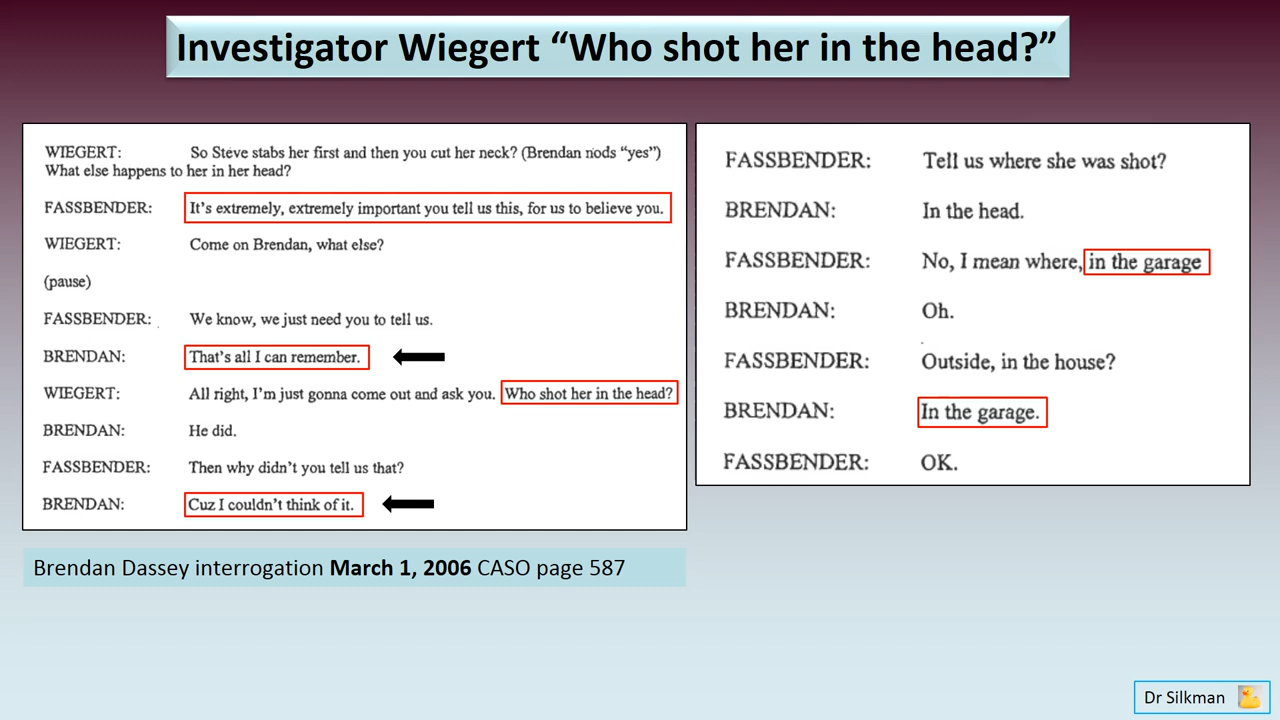 Investigator Wiegert “Who shot her in the head?”
WIEGERT: So Steve stabs her first and then you cut her neck? (Brendan nods “yes”)
What else happens to her in her head?
FASSBENDER: It’s extremely, extremely important you tell us this, for us to believe you.
WIEGERT: Come on Brendan, what else?
(pause)
FASSBENDER: We know, we just need you to tell us.
BRENDAN: That’s all I can remember.
WIEGERT: All right, I’m just gonna come out and ask you. Who shot her in the head?
BRENDAN: He did.
FASSBENDER: Then why didn’t you tell us that?
BRENDAN: Cuz I couldn’t think of it.
Brendan Dassey interrogation March 1, 2006 CASO page 587
FASSBENDER: Tell us where she was shot?
BRENDAN: In the head.
FASSBENDER: No, I mean where, in the garage
BRENDAN: Oh.
FASSBENDER: Outside, in the house?
BRENDAN: In the garage.
FASSBENDER: OK.
Dr Silkman